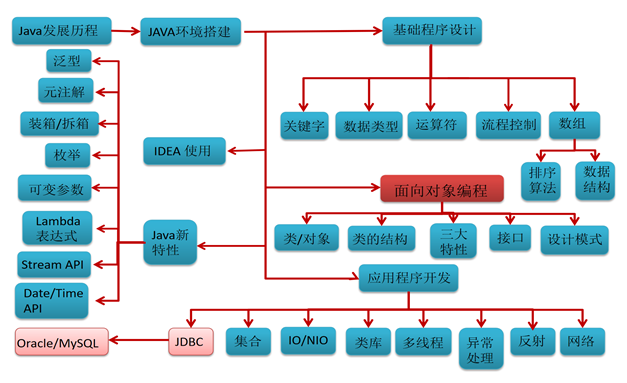 Java发展历程
JAVA环境搭建
基础程序设计
泛型
元注解
装箱/拆箱
枚举
可变参数
Lambda
表达式
Stream API
Date/Time
API
关键字
数据类型
运算符
流程控制
数组
排序
算法
数据
结构
IDEA 使用
面向对象编程
类/对象
类的结构
三大
特性
接口
设计模式
Java新
特性
应用程序开发
Oracle/MySQL
JDBC
集合
IO/NIO
类库
多线程
异常
处理
反射
网络